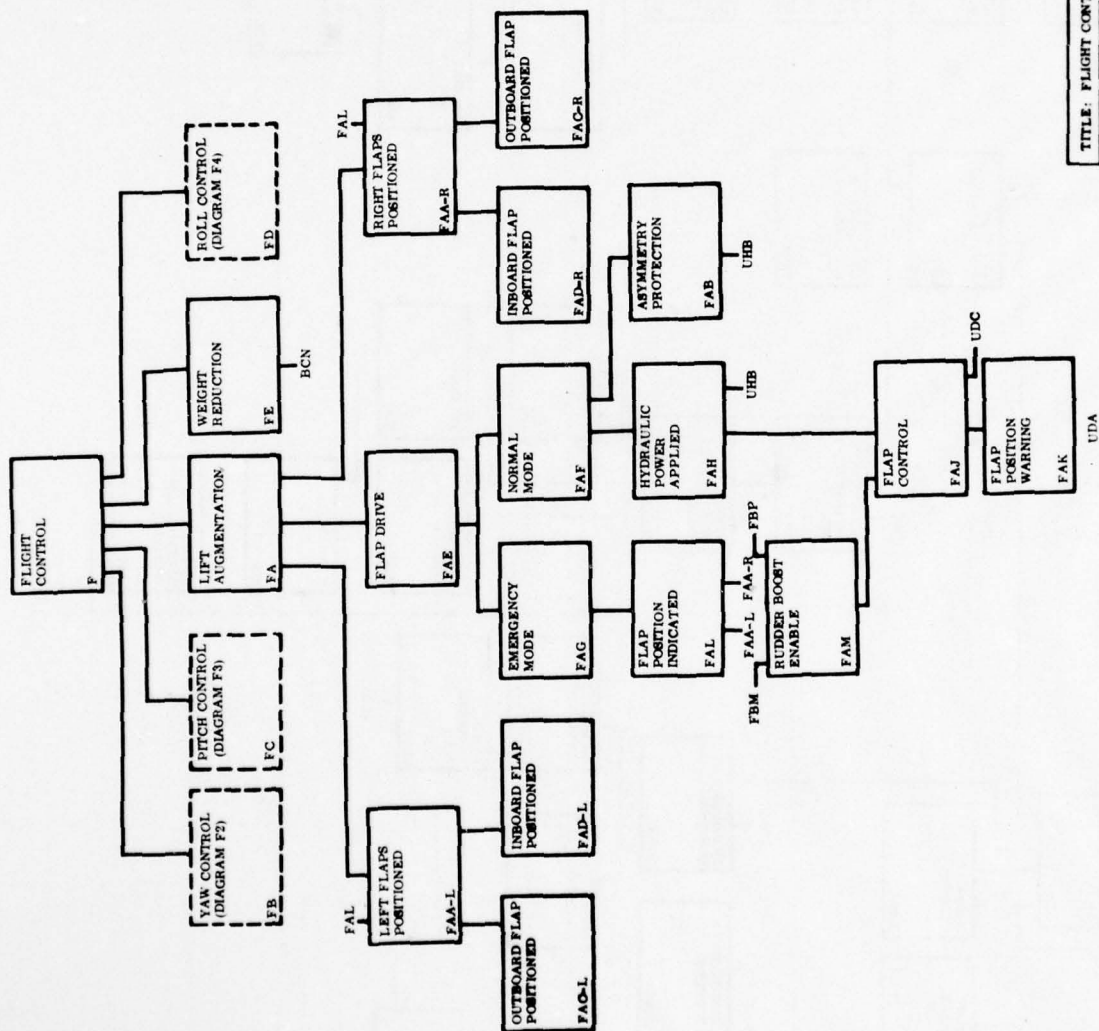 FLIGHT
CONTROL
F
YAW CONTROL
(DIAGRAM F2)
FB
PITCH CONTROL
(DIAGRAM F3)
FC
LIFT
AUGMENTATION
FA
WEIGHT
REDUCTION
FE
BCN
ROLL CONTROL
(DIAGRAM F4)
FD
FAL
LEFT FLAPS
POSITIONED
FAA-L
FLAP DRIVE
FAE
FAL
RIGHT FLAPS
POSITIONED
FAA-R
OUTBOARD FLAP
POSITIONED
FAC-L
INBOARD FLAP
POSITIONED
FAD-L
EMERGENCY
MODE
FAG
NORMAL
MODE
FAF
INBOARD FLAP
POSITIONED
FAD-R
OUTBOARD FLAP
POSITIONED
FAC-R
FLAP
POSITION
INDICATED
FAL
FAA-L
FAA-R
HYDRAULIC
POWER
APPLIED
FAH
UHB
ASYMMETRY
PROTECTION
FAB
UHB
FBM
FBP
RUDDER BOOST
ENABLE
FAM
FLAP
CONTROL
FAJ
UDC
FLAP
POSITION
WARNING
FAK
UDA
TITLE: FLIGHT CONT